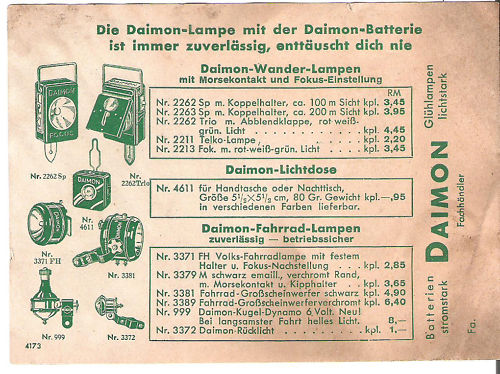 Die Daimon-Lampe mit der Daimon-Batterie
ist immer zuverlässig, enttäuscht dich nie
Daimon-Wander-Lampen
mit Morsekontakt und Fokus-Einstellung
RM
Nr. 2262 Sp m. Koppelhalter, ca. 100 m Sicht kpl. 3,45
Nr. 2263 Sp m. Koppelhalter, ca. 200 m Sicht kpl. 3.95
Nr. 2262 Trio m. Abblendklappe, rot-weiß-
grün. Licht . . . . . . . . . kpl. 4,45
Nr. 2211 Telko-Lampe, . . . . . . . kpl. 2,20
Nr. 2213 Fok. m. rot-weiß-grün. Licht . kpl. 3.45
DAIMON
FOCUS
Nr. 2262 Sp
Nr. 2262 Trio
Daimon-Lichtdose
Nr. 4611 für Handtasche oder Nachttisch,
Größe 5¹/₂×5¹/₂ cm, 80 Gr. Gewicht kpl.—,95
in verschiedenen Farben lieferbar.
DAIMON
Nr. 4611
Daimon-Fahrrad-Lampen
zuverlässig — betriebssicher
Nr. 3371 FH Volks-Fahrradlampe mit festem
Halter u. Fokus-Nachstellung . . . kpl. 2,85
Nr. 3379 M schwarz emaill., verchromt Rand,
m. Morsekontakt u. Kipphalter . kpl. 3,65
Nr. 3381 Fahrrad-Großscheinwerfer schwarz kpl. 4,90
Nr. 3389 Fahrrad-Großscheinwerfer verchromt kpl. 6,40
Nr. 999 Daimon-Kugel-Dynamo 6 Volt. Neu!
Bei langsamster Fahrt helles Licht. 8,—
Nr. 3372 Daimon-Rücklicht . . . . . . . kpl. 1.—
Nr. 3371 FH
Nr. 3381
Nr. 999
Nr. 3372
4173
Batterien stromstark
DAIMON
Glühlampen lichtstark
Fachhändler
Fa.